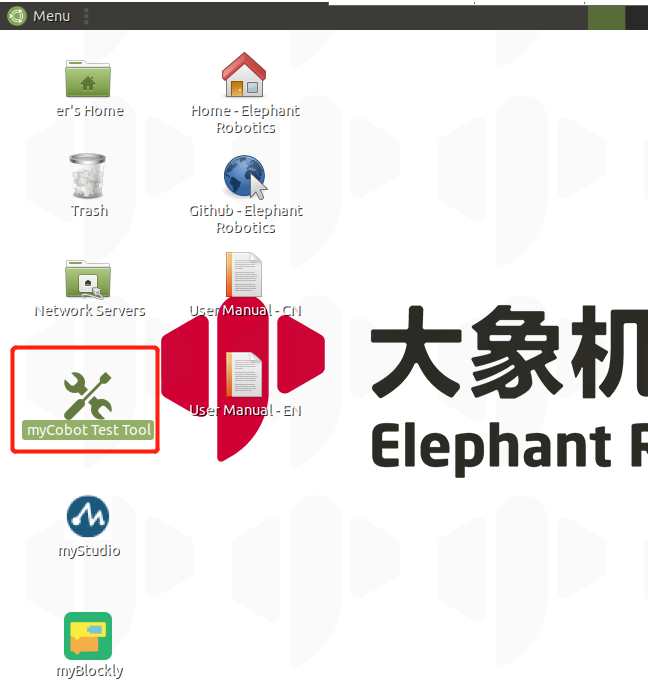 Menu
er's Home
Home - Elephant
Robotics
Trash
Github - Elephant
Robotics
Network Servers
User Manual - CN
大象机
myCobot Test Tool
User Manual - EN
Elephant R
myStudio
myBlockly